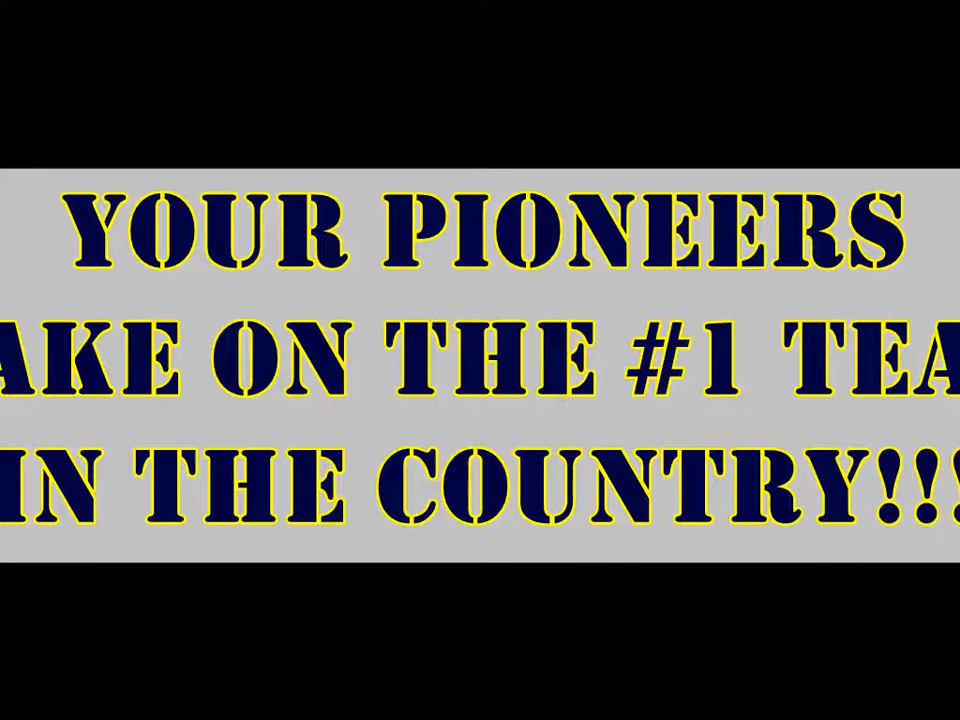 YOUR PIONEERS
AKE ON THE #1 TEA
IN THE COUNTRY!!!